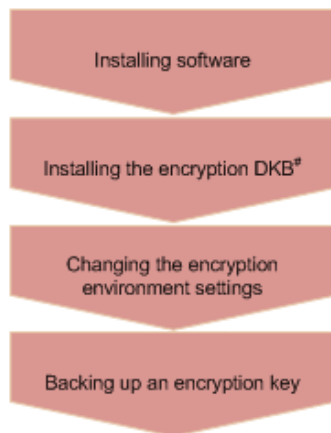 Installing software
Installing the encryption DKB#
Changing the encryption
environment settings
Backing up an encryption key